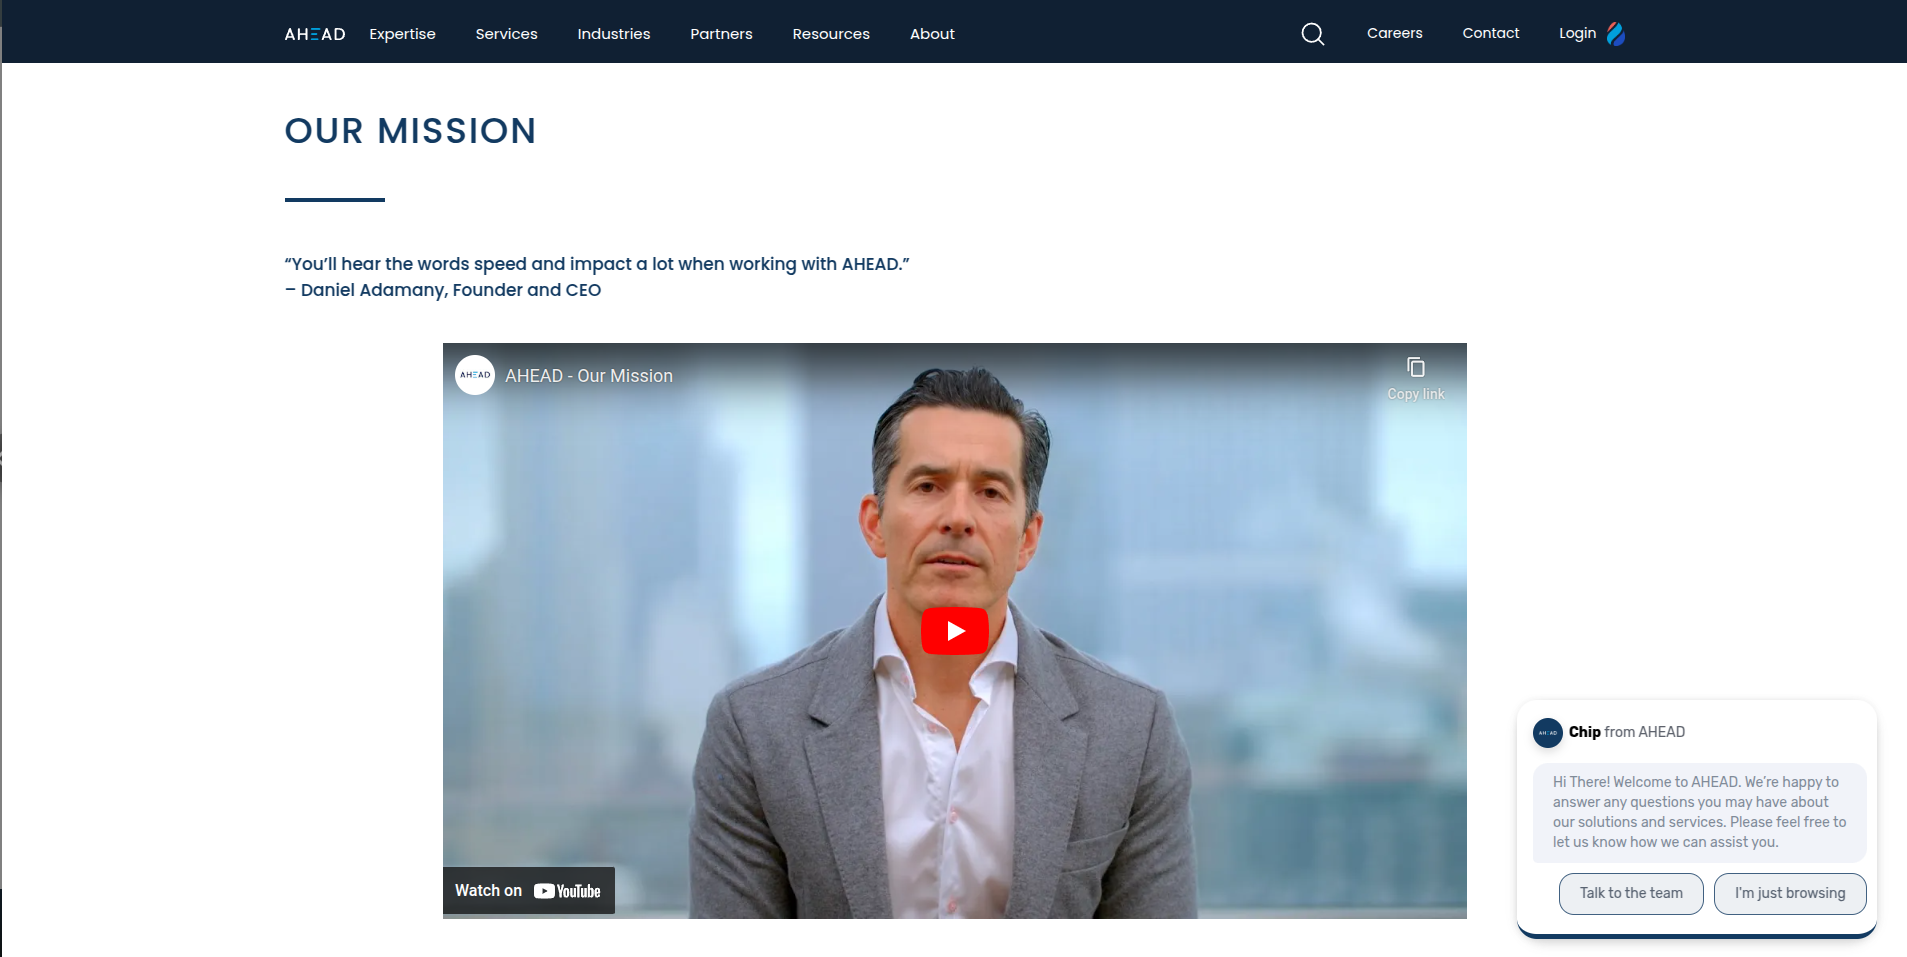 AHEAD Expertise Services Industries Partners Resources About Careers Contact Login
OUR MISSION
“You’ll hear the words speed and impact a lot when working with AHEAD.”
– Daniel Adamany, Founder and CEO
AHEAD AHEAD - Our Mission
Copy link
Watch on YouTube
AHEAD Chip from AHEAD
Hi There! Welcome to AHEAD. We're happy to
answer any questions you may have about
our solutions and services. Please feel free to
let us know how we can assist you.
Talk to the team I'm just browsing